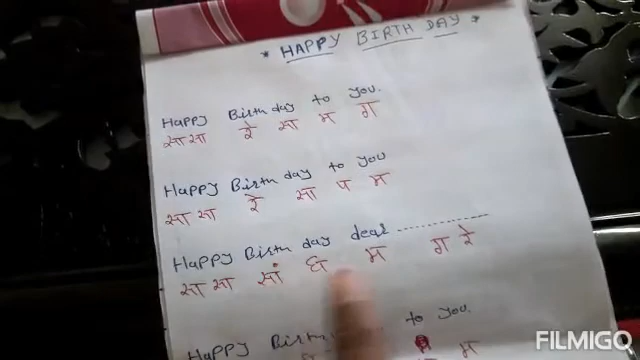 * HAPPY BIRTH DAY *
Happy Birth day to you.
सा सा रे सा म ग
Happy Birth day to you
सा सा रे सा प म
Happy Birth day dear ..............
सा सा सां ध म ग रे
Happy Birth to you.
म
FILMIGO